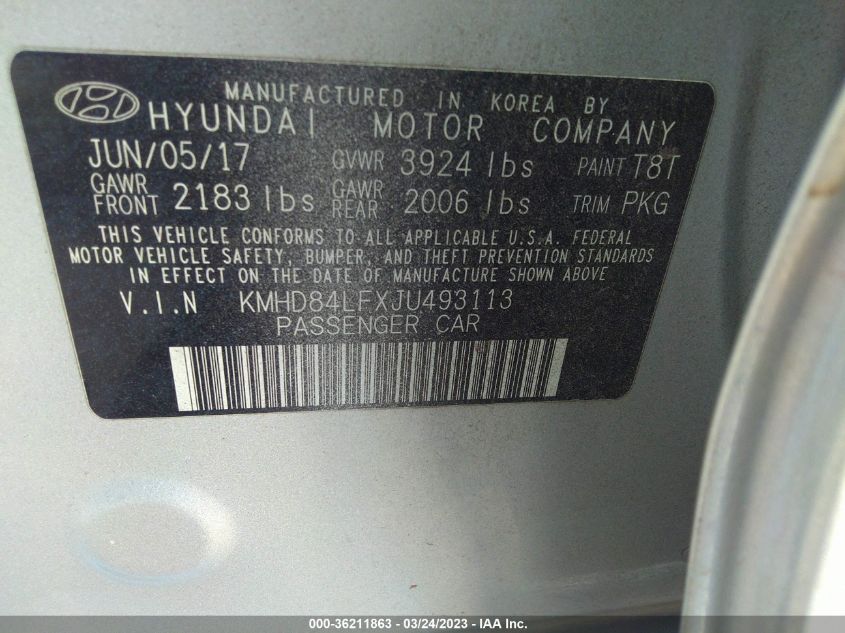 MANUFACTURED IN KOREA BY
HYUNDAI MOTOR COMPANY
JUN/05/17 GVWR 3924 lbs PAINT T8T
GAWR FRONT 2183 lbs GAWR REAR 2006 lbs TRIM PKG
THIS VEHICLE CONFORMS TO ALL APPLICABLE U.S.A. FEDERAL
MOTOR VEHICLE SAFETY, BUMPER, AND THEFT PREVENTION STANDARDS
IN EFFECT ON THE DATE OF MANUFACTURE SHOWN ABOVE
V.I.N KMHD84LFXJU493113
PASSENGER CAR
000-36211863 - 03/24/2023 - IAA Inc.